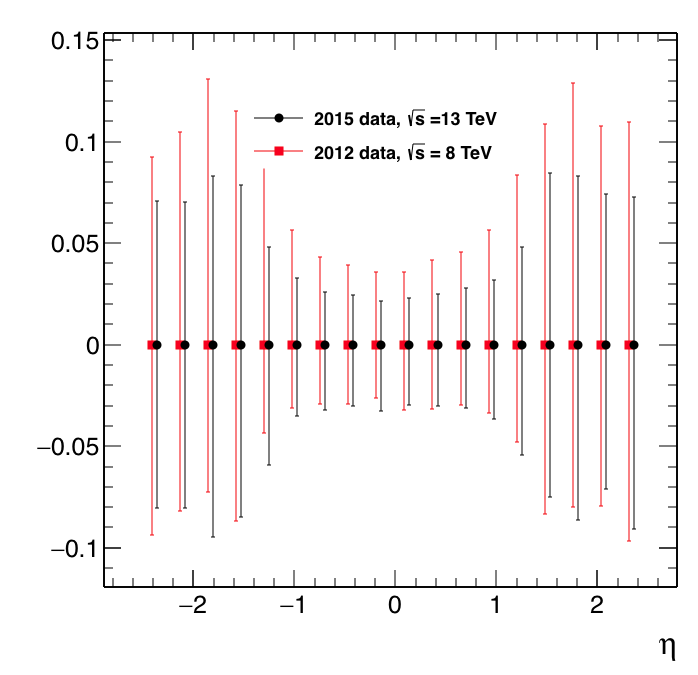 0.15
0.1
0.05
0
−0.05
−0.1
2015 data, √s =13 TeV
2012 data, √s = 8 TeV
−2 −1 0 1 2
η